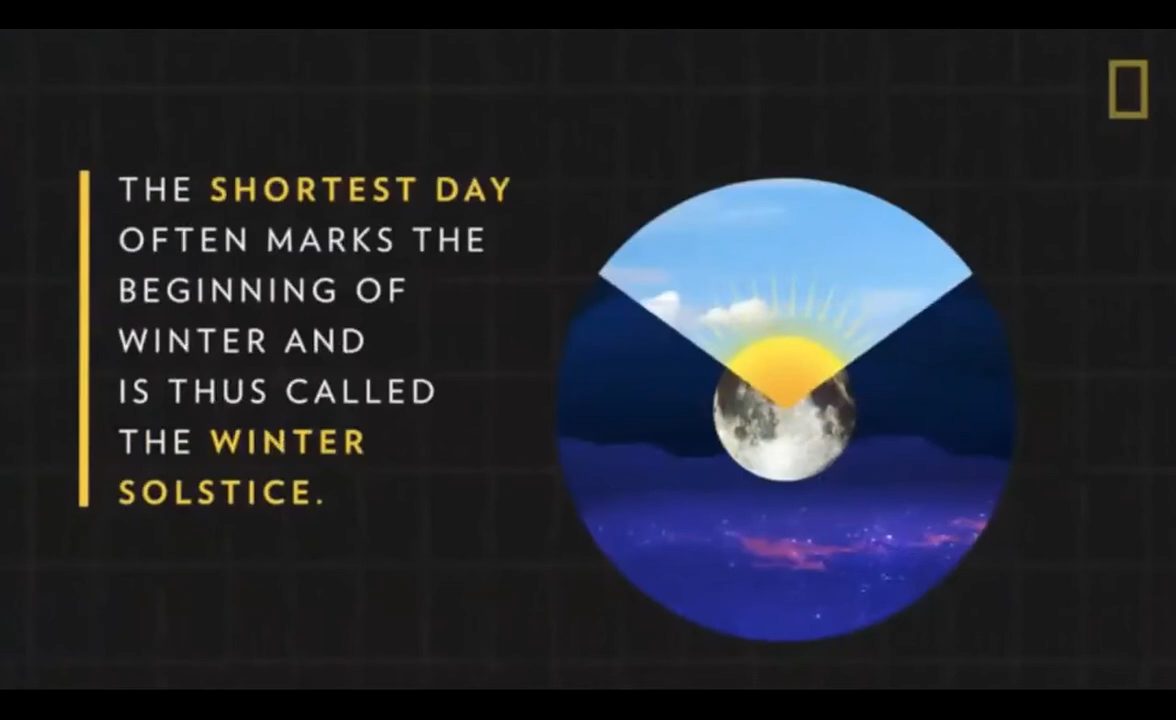 THE SHORTEST DAY
OFTEN MARKS THE
BEGINNING OF
WINTER AND
IS THUS CALLED
THE WINTER
SOLSTICE.